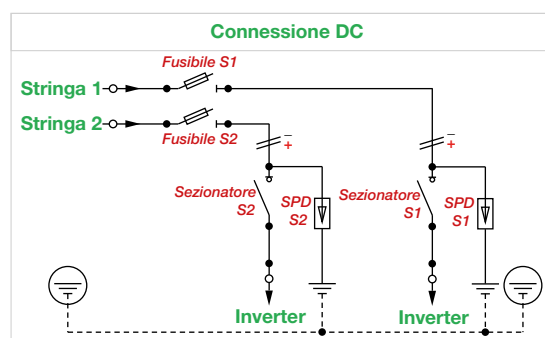 Connessione DC
Fusibile S1
Stringa 1
Stringa 2
Fusibile S2
−
+
−
+
Sezionatore
S2
SPD
S2
Sezionatore
S1
SPD
S1
Inverter
Inverter